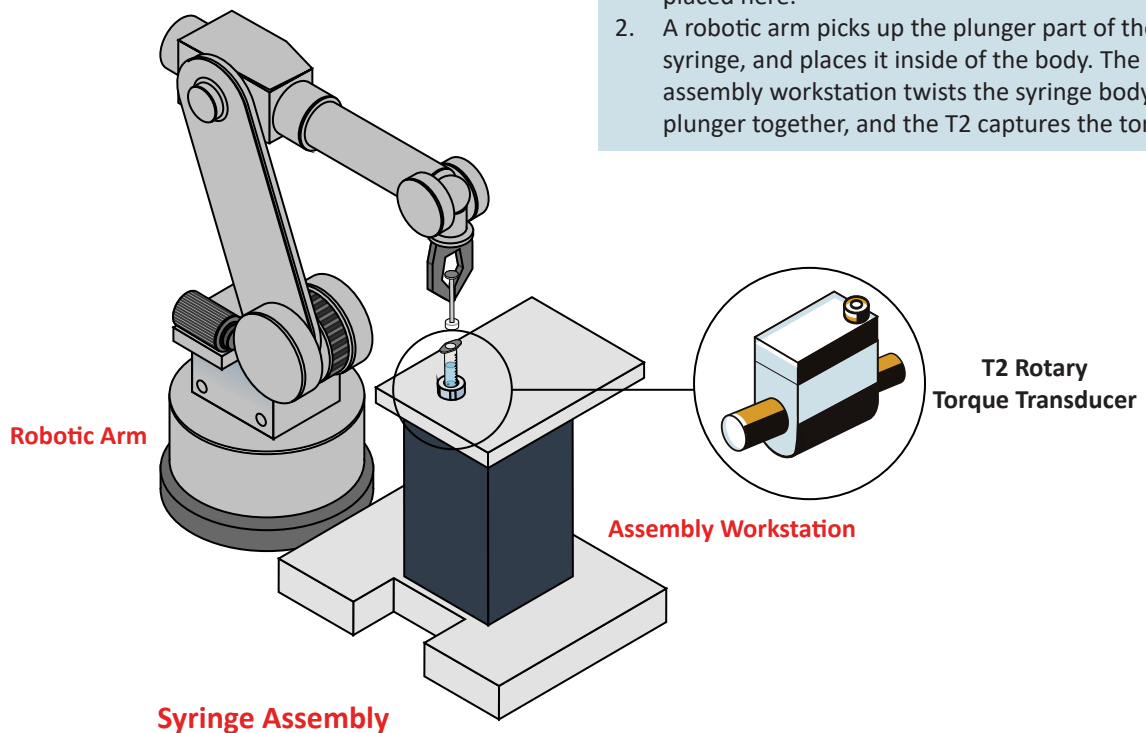 placed here.
2. A robotic arm picks up the plunger part of the
syringe, and places it inside of the body. The
assembly workstation twists the syringe body
plunger together, and the T2 captures the
T2 Rotary
Torque Transducer
Robotic Arm
Assembly Workstation
Syringe Assembly